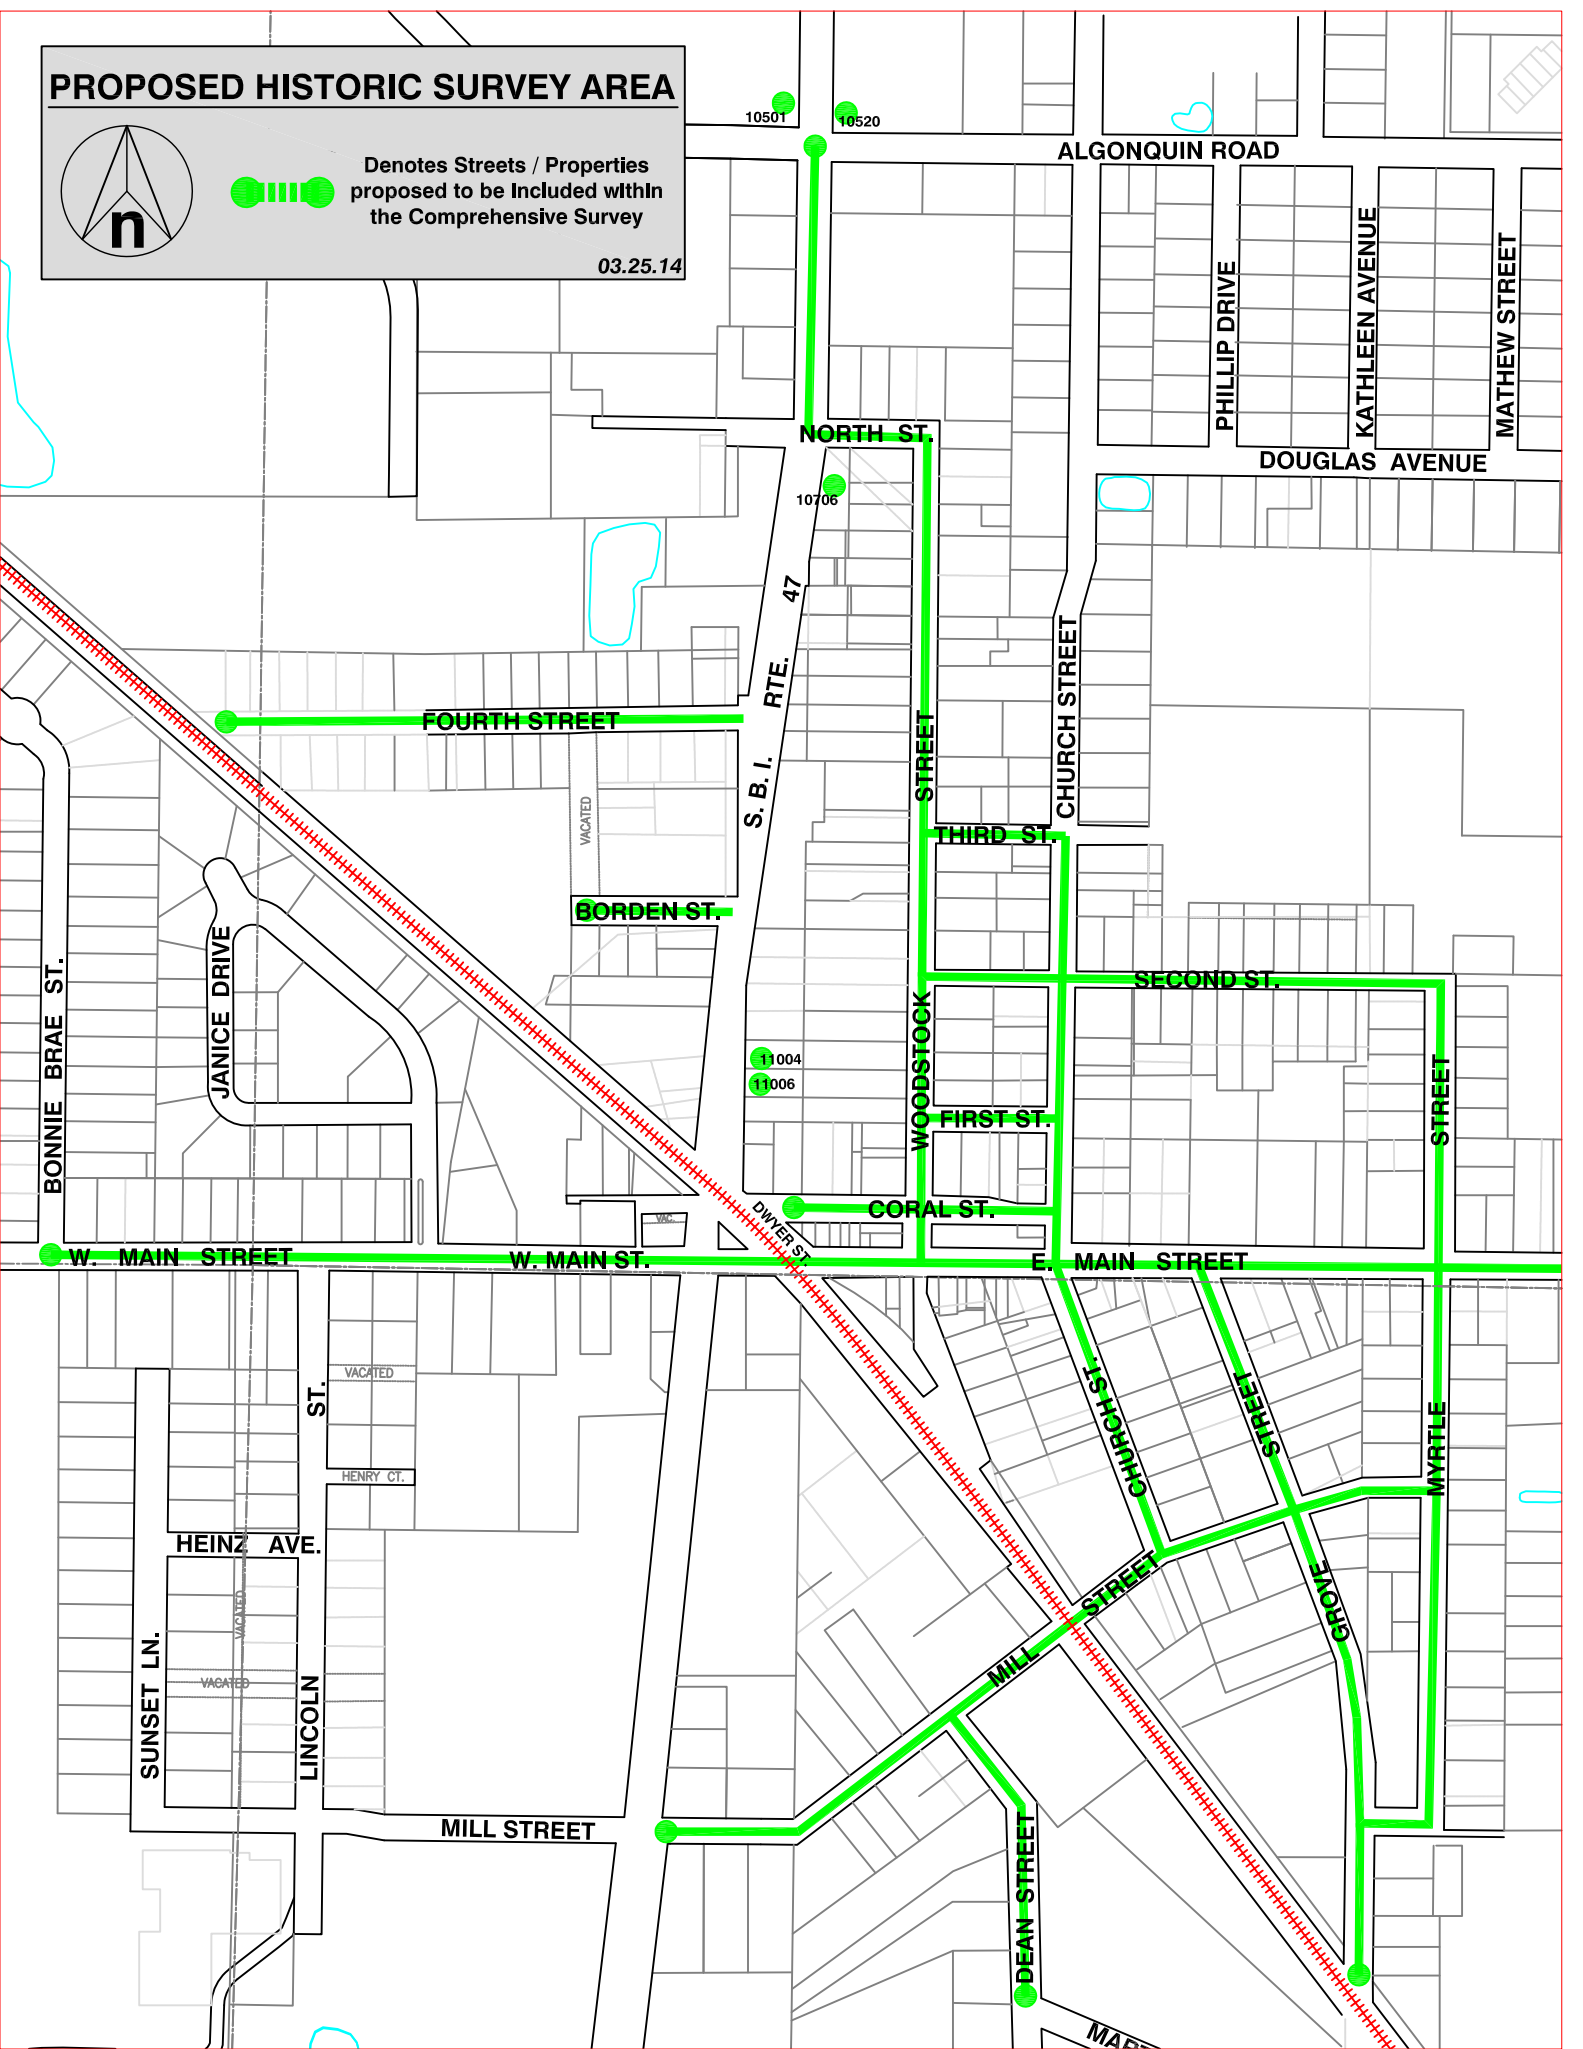 PROPOSED HISTORIC SURVEY AREA
n
Denotes Streets / Properties
proposed to be Included within
the Comprehensive Survey
03.25.14
10501
10520
ALGONQUIN ROAD
PHILLIP DRIVE
KATHLEEN AVENUE
MATHEW STREET
NORTH ST.
DOUGLAS AVENUE
10706
S. B. I. RTE. 47
CHURCH STREET
FOURTH STREET
WOODSTOCK STREET
VACATED
THIRD ST.
BORDEN ST.
BONNIE BRAE ST.
JANICE DRIVE
SECOND ST.
11004
11006
FIRST ST.
MYRTLE STREET
CORAL ST.
VAC.
DWYER ST.
W. MAIN STREET
W. MAIN ST.
E. MAIN STREET
VACATED
LINCOLN ST.
HENRY CT.
CHURCH ST.
GROVE STREET
HEINZ AVE.
VACATED
VACATED
SUNSET LN.
MILL STREET
MILL STREET
DEAN STREET